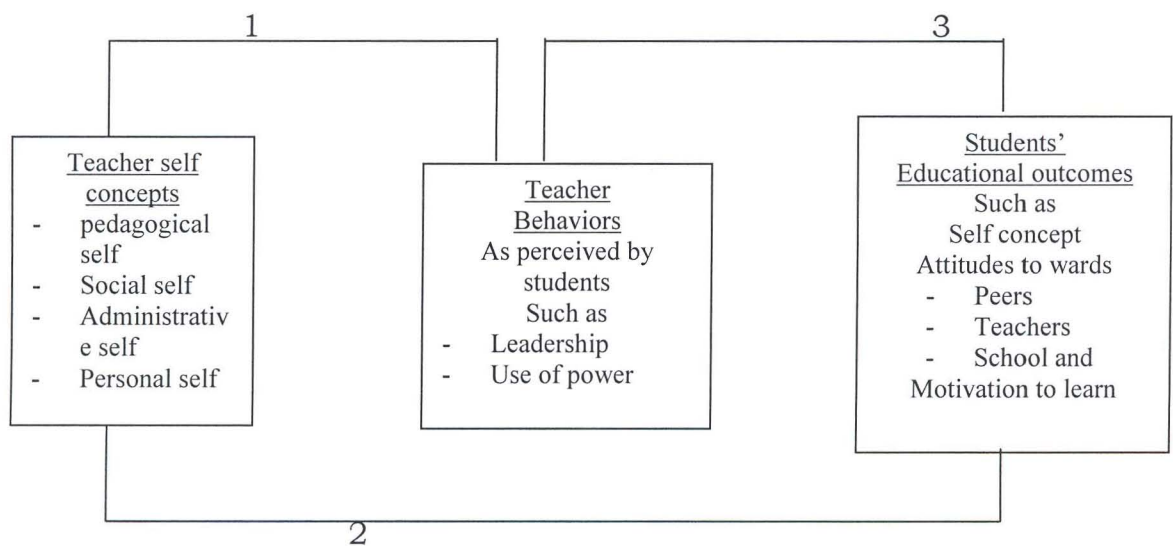 1
3
Teacher self
concepts
- pedagogical
self
- Social self
- Administrativ
e self
- Personal self
Teacher
Behaviors
As perceived by
students
Such as
- Leadership
- Use of power
Students'
Educational outcomes
Such as
Self concept
Attitudes to wards
- Peers
- Teachers
- School and
Motivation to learn
2